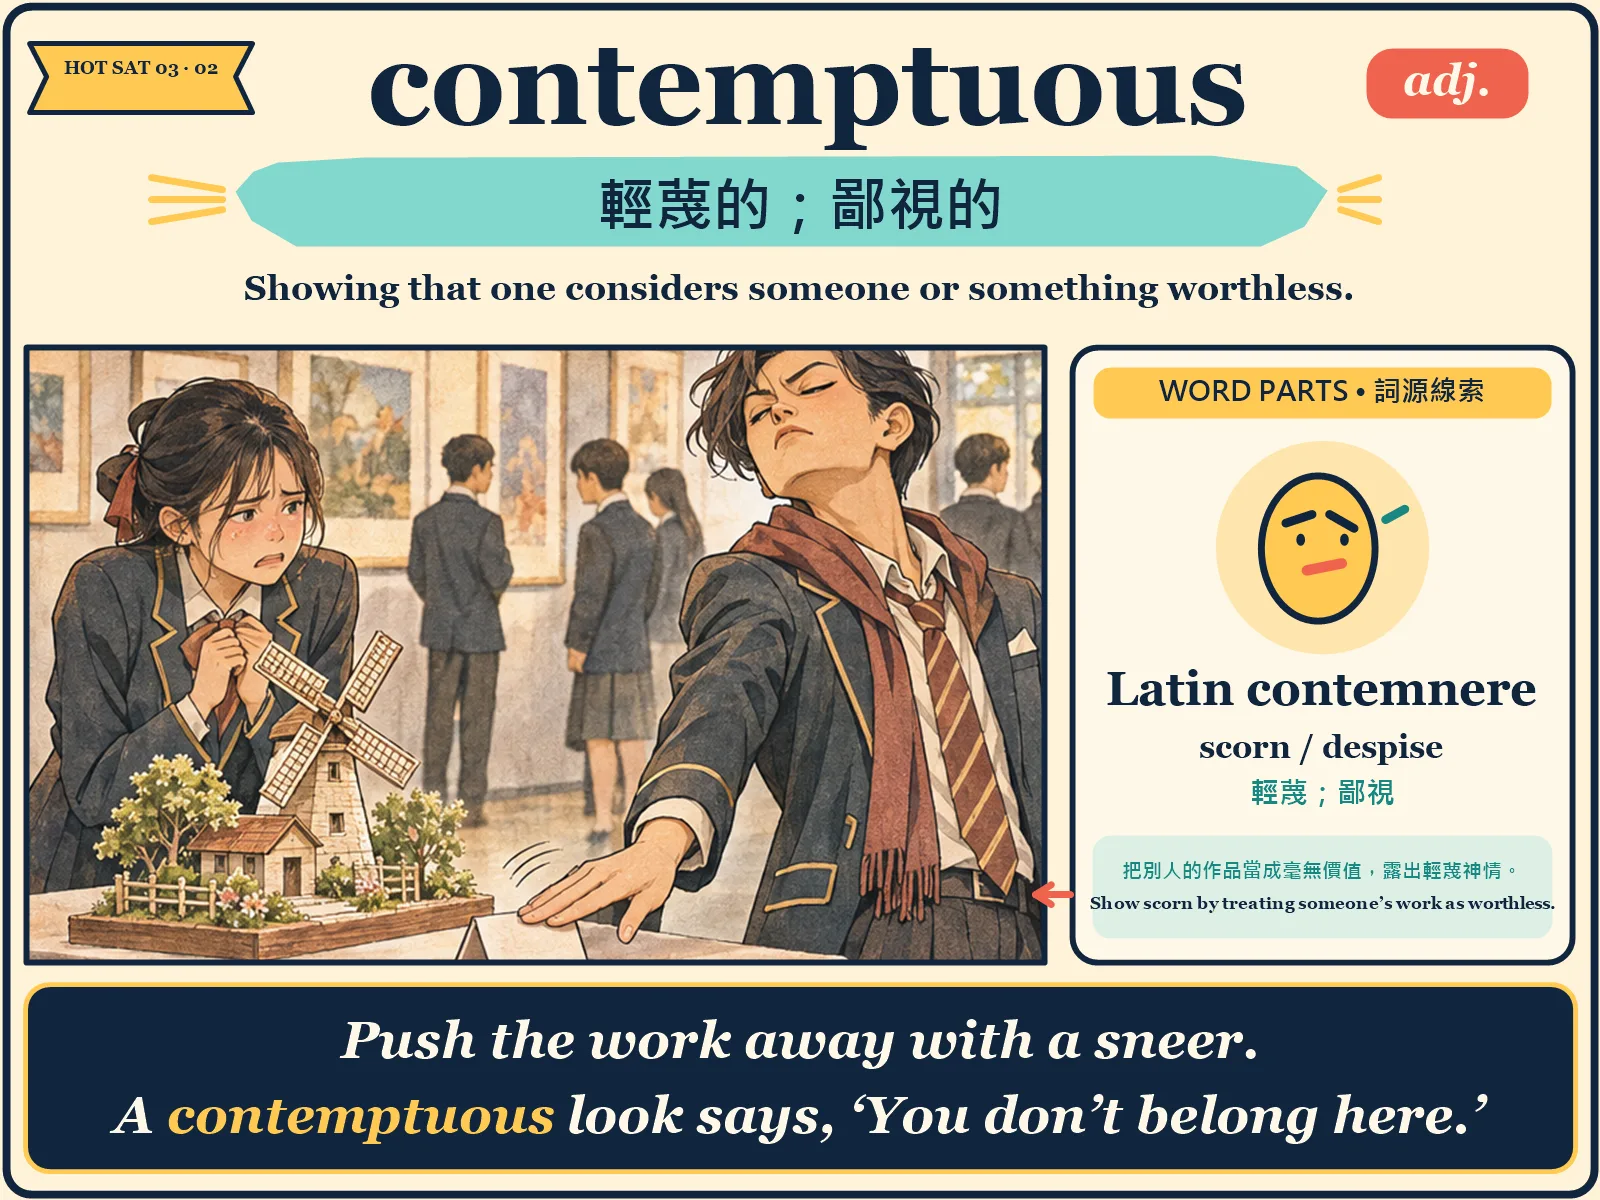 HOT SAT 03 · 02
contemptuous
adj.
輕蔑的；鄙視的
Showing that one considers someone or something worthless.
WORD PARTS • 詞源線索
Latin contemnere
scorn / despise
輕蔑；鄙視
把別人的作品當成毫無價值，露出輕蔑神情。
Show scorn by treating someone’s work as worthless.
Push the work away with a sneer.
A contemptuous look says, ‘You don’t belong here.’